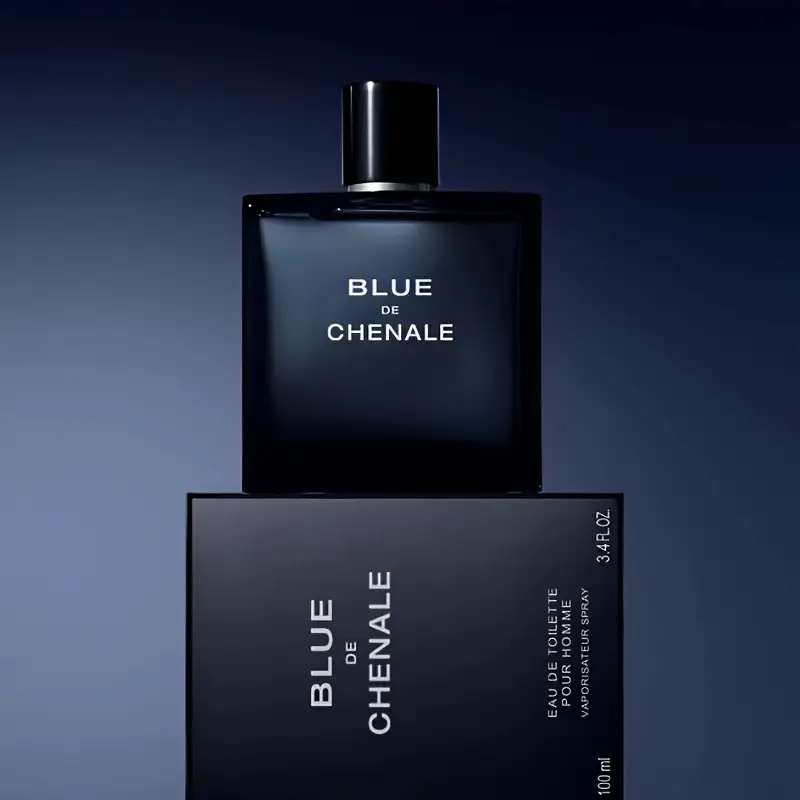 BLUE
DE
CHENALE
BLUE
DE
CHENALE
EAU DE TOILETTE
POUR HOMME
VAPORISATEUR SPRAY
3.4 FL.OZ.
100 ml